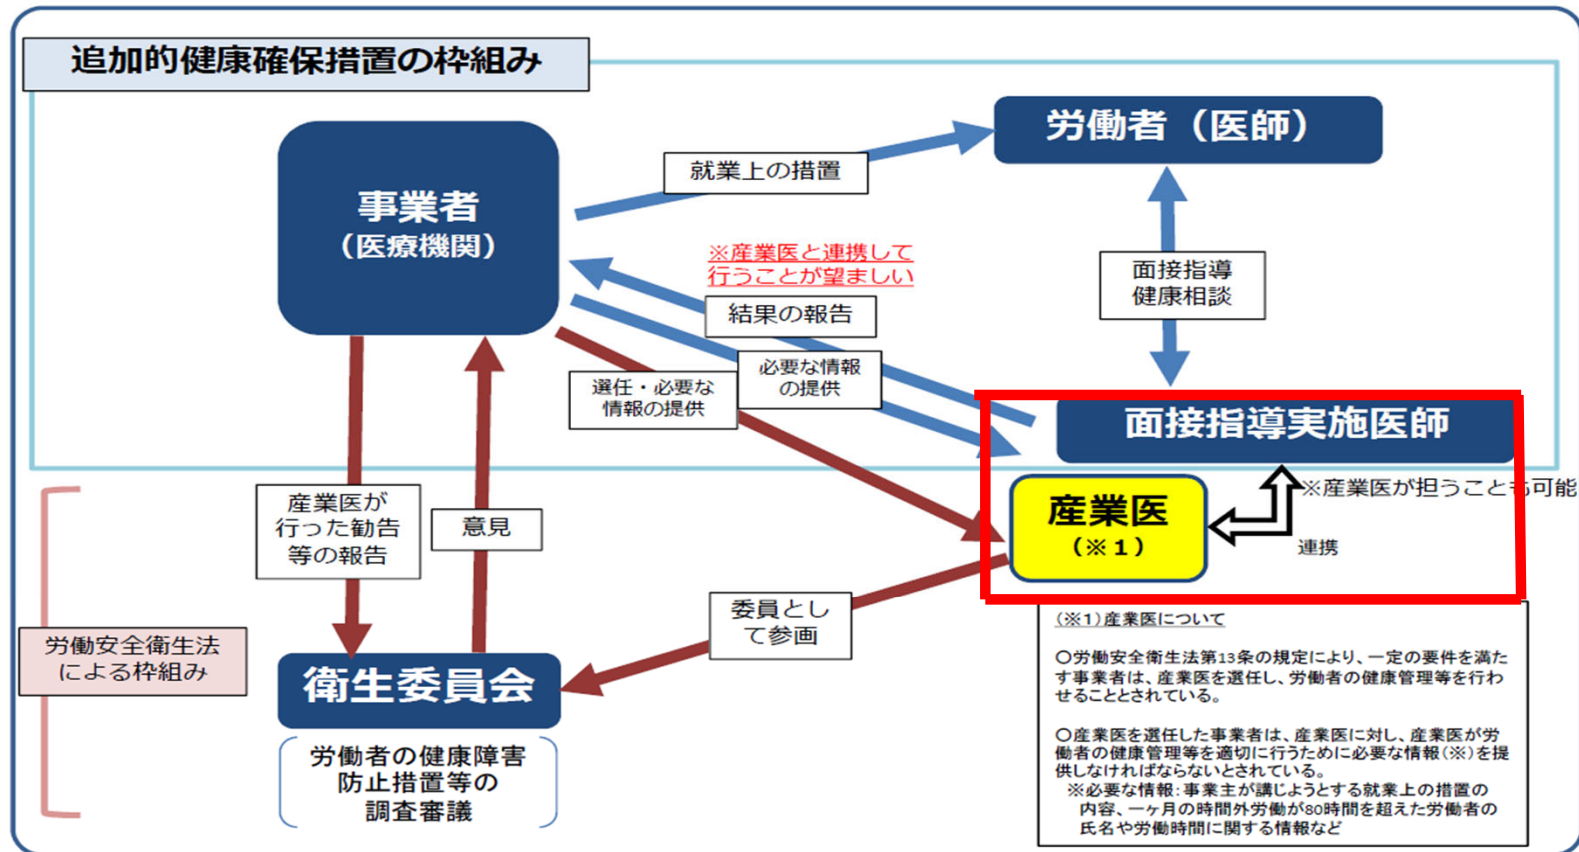 追加的健康確保措置の枠組み
労働者（医師）
就業上の措置
事業者
（医療機関）
※産業医と連携して
行うことが望ましい
面接指導
健康相談
結果の報告
必要な情報
の提供
選任・必要な
情報の提供
面接指導実施医師
※産業医が担うことも可能
産業医
（※１）
連携
産業医が
行った勧告
等の報告
意見
委員とし
て参画
労働安全衛生法
による枠組み
衛生委員会
労働者の健康障害
防止措置等の
調査審議
(※1)産業医について
○労働安全衛生法第13条の規定により、一定の要件を満た
す事業者は、産業医を選任し、労働者の健康管理等を行わ
せることとされている。
○産業医を選任した事業者は、産業医に対し、産業医が労
働者の健康管理等を適切に行うために必要な情報(※)を提
供しなければならないとされている。
※必要な情報：事業主が講じようとする就業上の措置の
内容、一ヶ月の時間外労働が80時間を超えた労働者の
氏名や労働時間に関する情報など